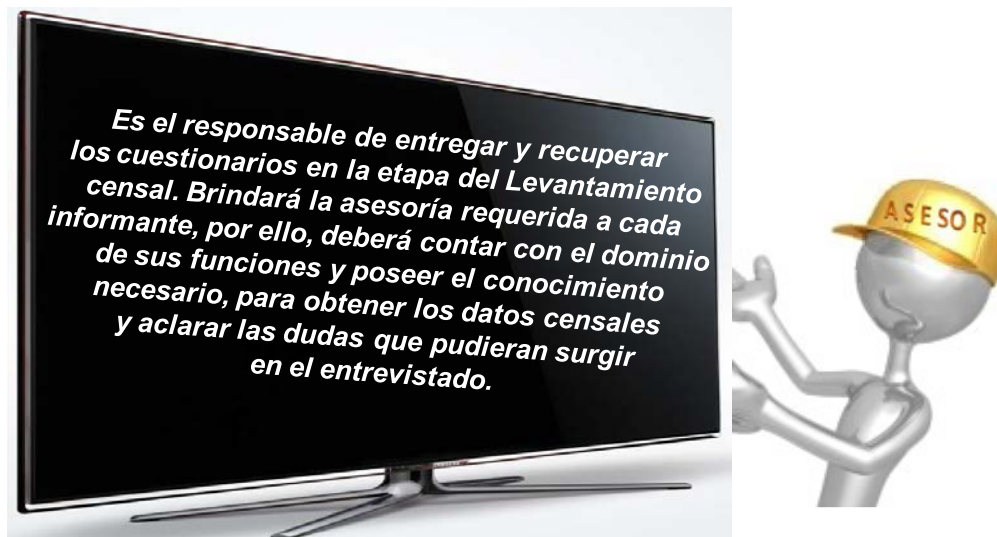 Es el responsable de entregar y recuperar
los cuestionarios en la etapa del Levantamiento
censal. Brindará la asesoría requerida a cada
informante, por ello, deberá contar con el dominio
de sus funciones y poseer el conocimiento
necesario, para obtener los datos censales
y aclarar las dudas que pudieran surgir
en el entrevistado.
ASESOR